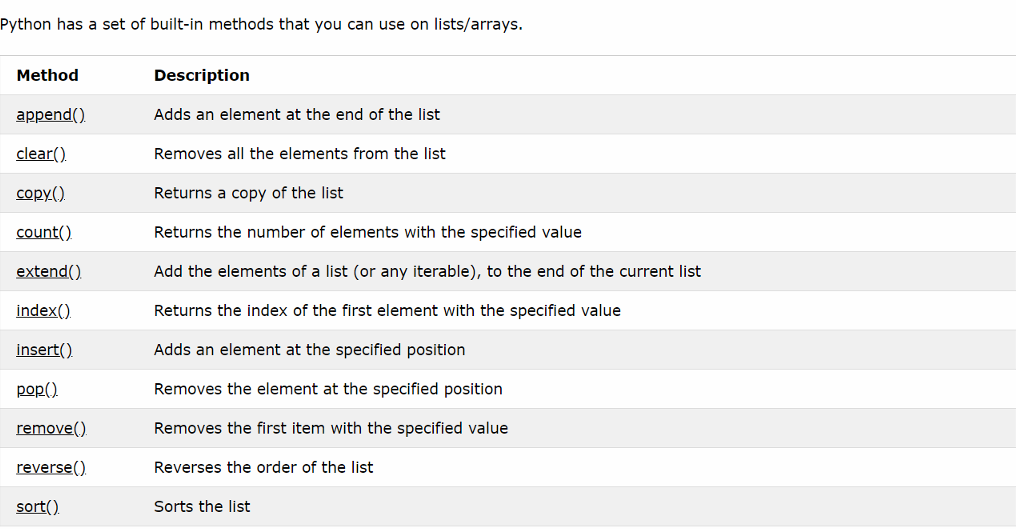 Python has a set of built-in methods that you can use on lists/arrays.
Method Description
append() Adds an element at the end of the list
clear() Removes all the elements from the list
copy() Returns a copy of the list
count() Returns the number of elements with the specified value
extend() Add the elements of a list (or any iterable), to the end of the current list
index() Returns the index of the first element with the specified value
insert() Adds an element at the specified position
pop() Removes the element at the specified position
remove() Removes the first item with the specified value
reverse() Reverses the order of the list
sort() Sorts the list